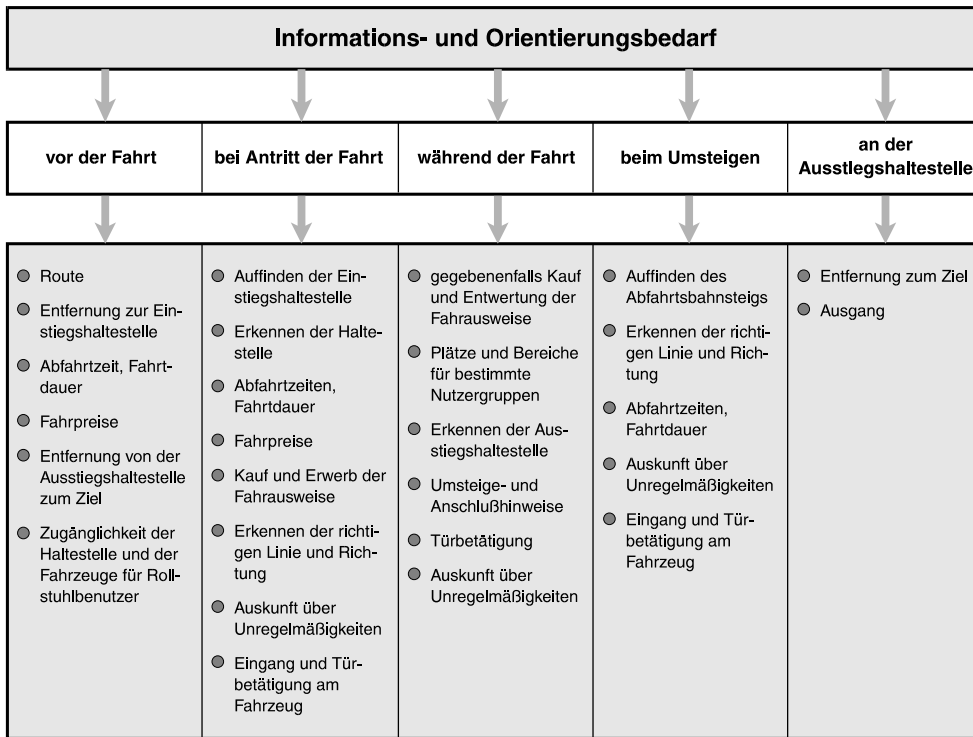 Informations- und Orientierungsbedarf
vor der Fahrt
bei Antritt der Fahrt
während der Fahrt
beim Umsteigen
an der
Ausstlegshaltestelle
Route
Entfernung zur Ein-
stiegshaltestelle
Abfahrtzeit, Fahrt-
dauer
Fahrpreise
Entfernung von der
Ausstiegshaltestelle
zum Ziel
Zugänglichkeit der
Haltestelle und der
Fahrzeuge für Roll-
stuhlbenutzer
Auffinden der Ein-
stiegshaltestelle
Erkennen der Halte-
stelle
Abfahrtzeiten,
Fahrtdauer
Fahrpreise
Kauf und Erwerb der
Fahrausweise
Erkennen der richti-
gen Linie und Rich-
tung
Auskunft über
Unregelmäßigkeiten
Eingang und Tür-
betätigung am
Fahrzeug
gegebenenfalls Kauf
und Entwertung der
Fahrausweise
Plätze und Bereiche
für bestimmte
Nutzergruppen
Erkennen der Aus-
stiegshaltestelle
Umsteige- und
Anschlußhinweise
Türbetätigung
Auskunft über
Unregelmäßigkeiten
Auffinden des
Abfahrtsbahnsteigs
Erkennen der richti-
gen Linie und Rich-
tung
Abfahrtzeiten,
Fahrtdauer
Auskunft über
Unregelmäßigkeiten
Eingang und Tür-
betätigung am
Fahrzeug
Entfernung zum Ziel
Ausgang